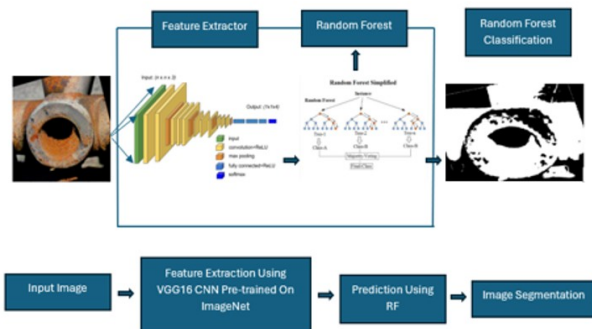 Feature Extractor
Random Forest
Random Forest
Classification
Input (n x n x 3)
Output (1x1x4)
input
convolution+ReLU
max pooling
fully connected+ReLU
softmax
Random Forest Simplified
Instance
Random Forest
Tree-1
Tree-2
Tree-n
Class-A
Class-B
Class-B
Majority-Voting
Final-Class
Input Image
Feature Extraction Using
VGG16 CNN Pre-trained On
ImageNet
Prediction Using
RF
Image Segmentation